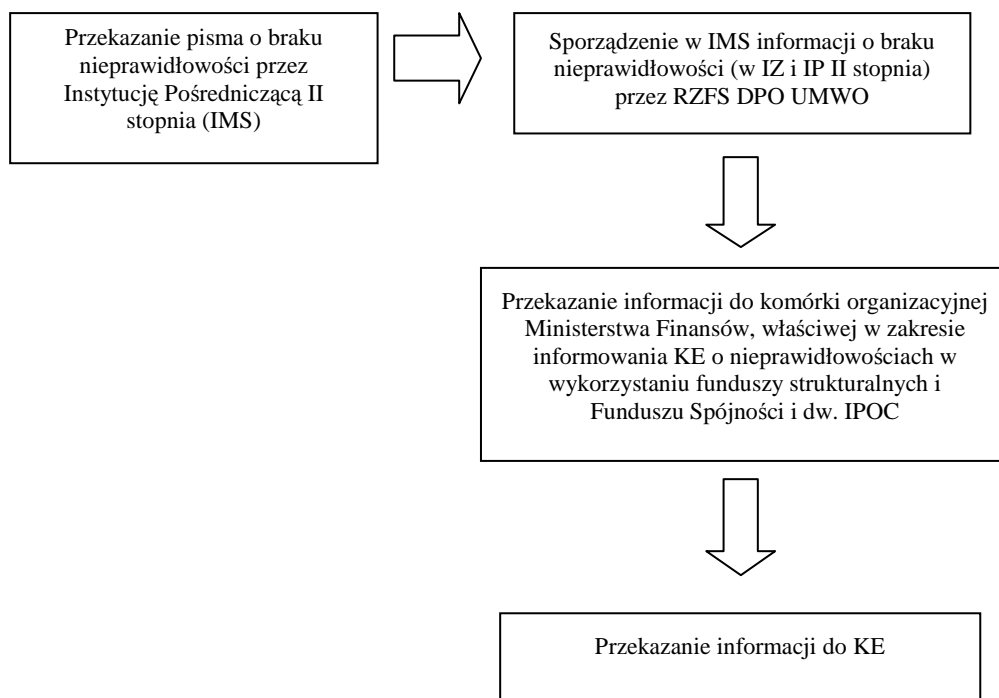 Przekazanie pisma o braku
nieprawidłowości przez
Instytucję Pośredniczącą II
stopnia (IMS)
Sporządzenie w IMS informacji o braku
nieprawidłowości (w IZ i IP II stopnia)
przez RZFS DPO UMWO
Przekazanie informacji do komórki organizacyjnej
Ministerstwa Finansów, właściwej w zakresie
informowania KE o nieprawidłowościach w
wykorzystaniu funduszy strukturalnych i
Funduszu Spójności i dw. IPOC
Przekazanie informacji do KE